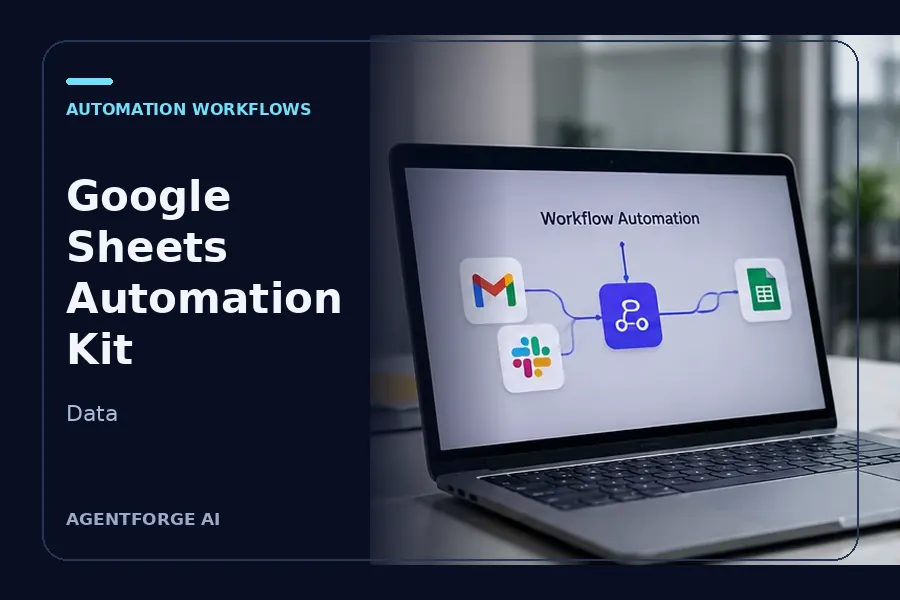 AUTOMATION WORKFLOWS
Google
Sheets
Automation
Kit
Data
AGENTFORGE AI
Workflow Automation